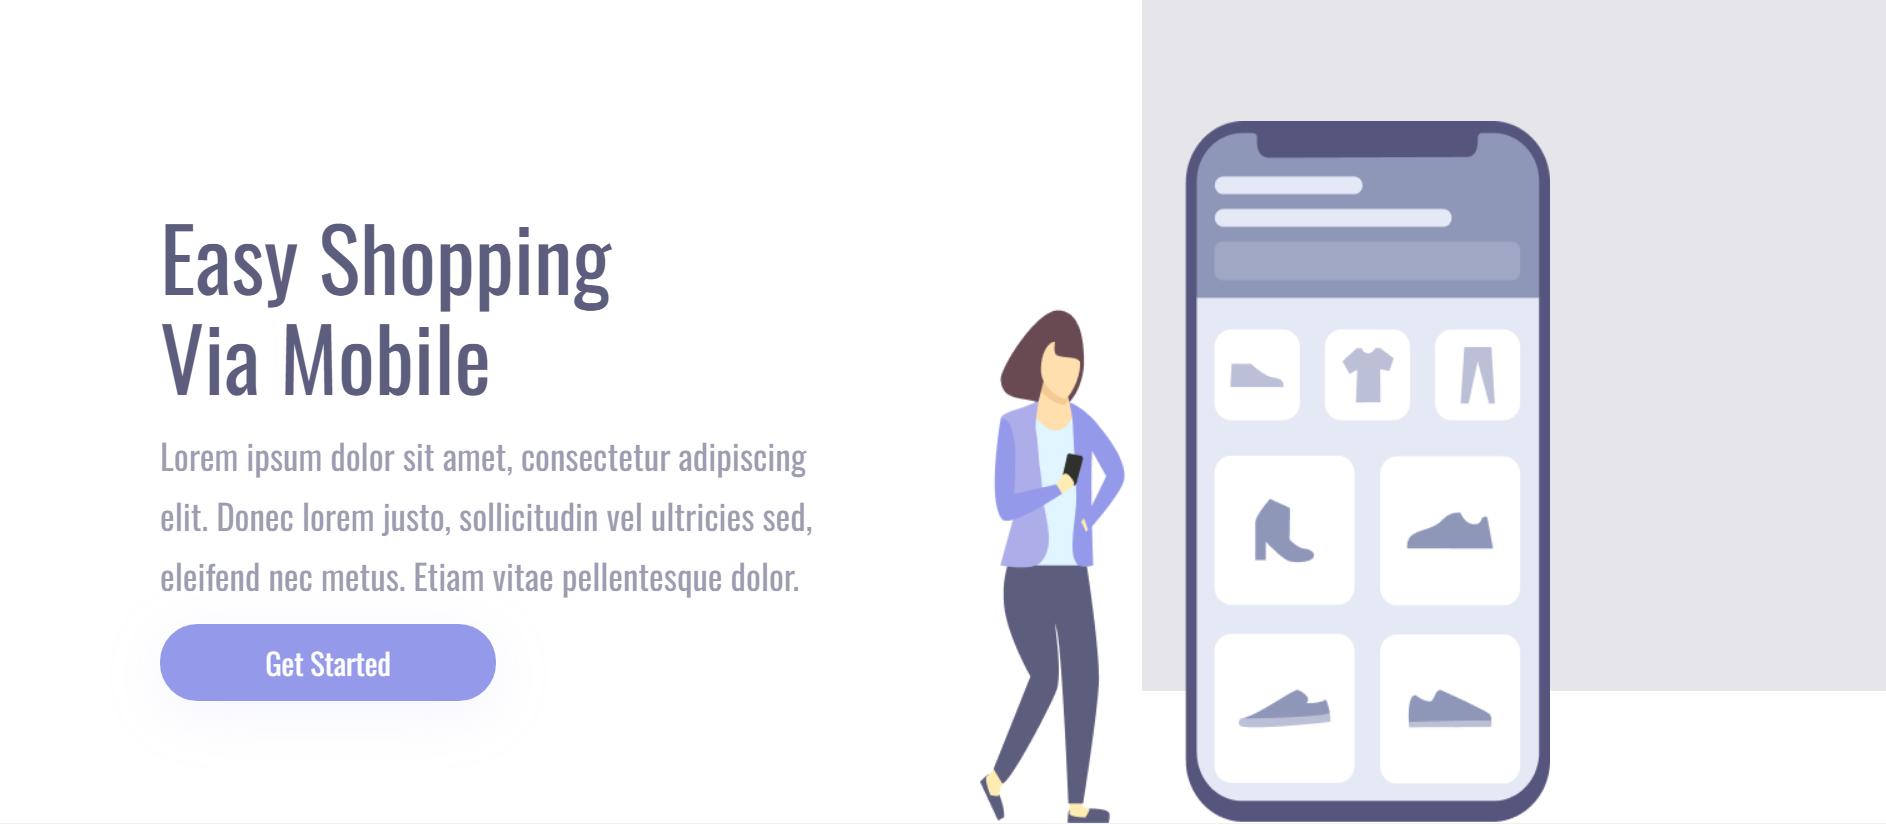 Easy Shopping
Via Mobile
Lorem ipsum dolor sit amet, consectetur adipiscing
elit. Donec lorem justo, sollicitudin vel ultricies sed,
eleifend nec metus. Etiam vitae pellentesque dolor.
Get Started